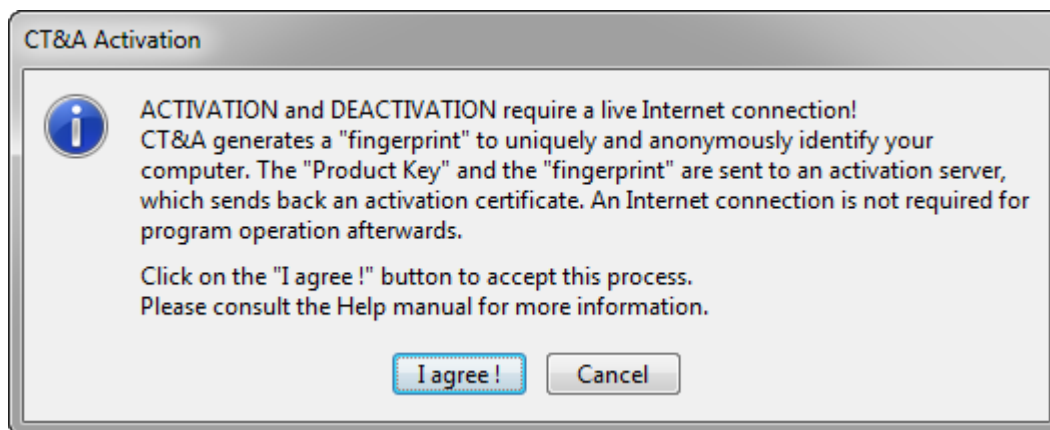 CT&A Activation
ACTIVATION and DEACTIVATION require a live Internet connection!
CT&A generates a "fingerprint" to uniquely and anonymously identify your
computer. The "Product Key" and the "fingerprint" are sent to an activation server,
which sends back an activation certificate. An Internet connection is not required for
program operation afterwards.
Click on the "I agree !" button to accept this process.
Please consult the Help manual for more information.
I agree !
Cancel